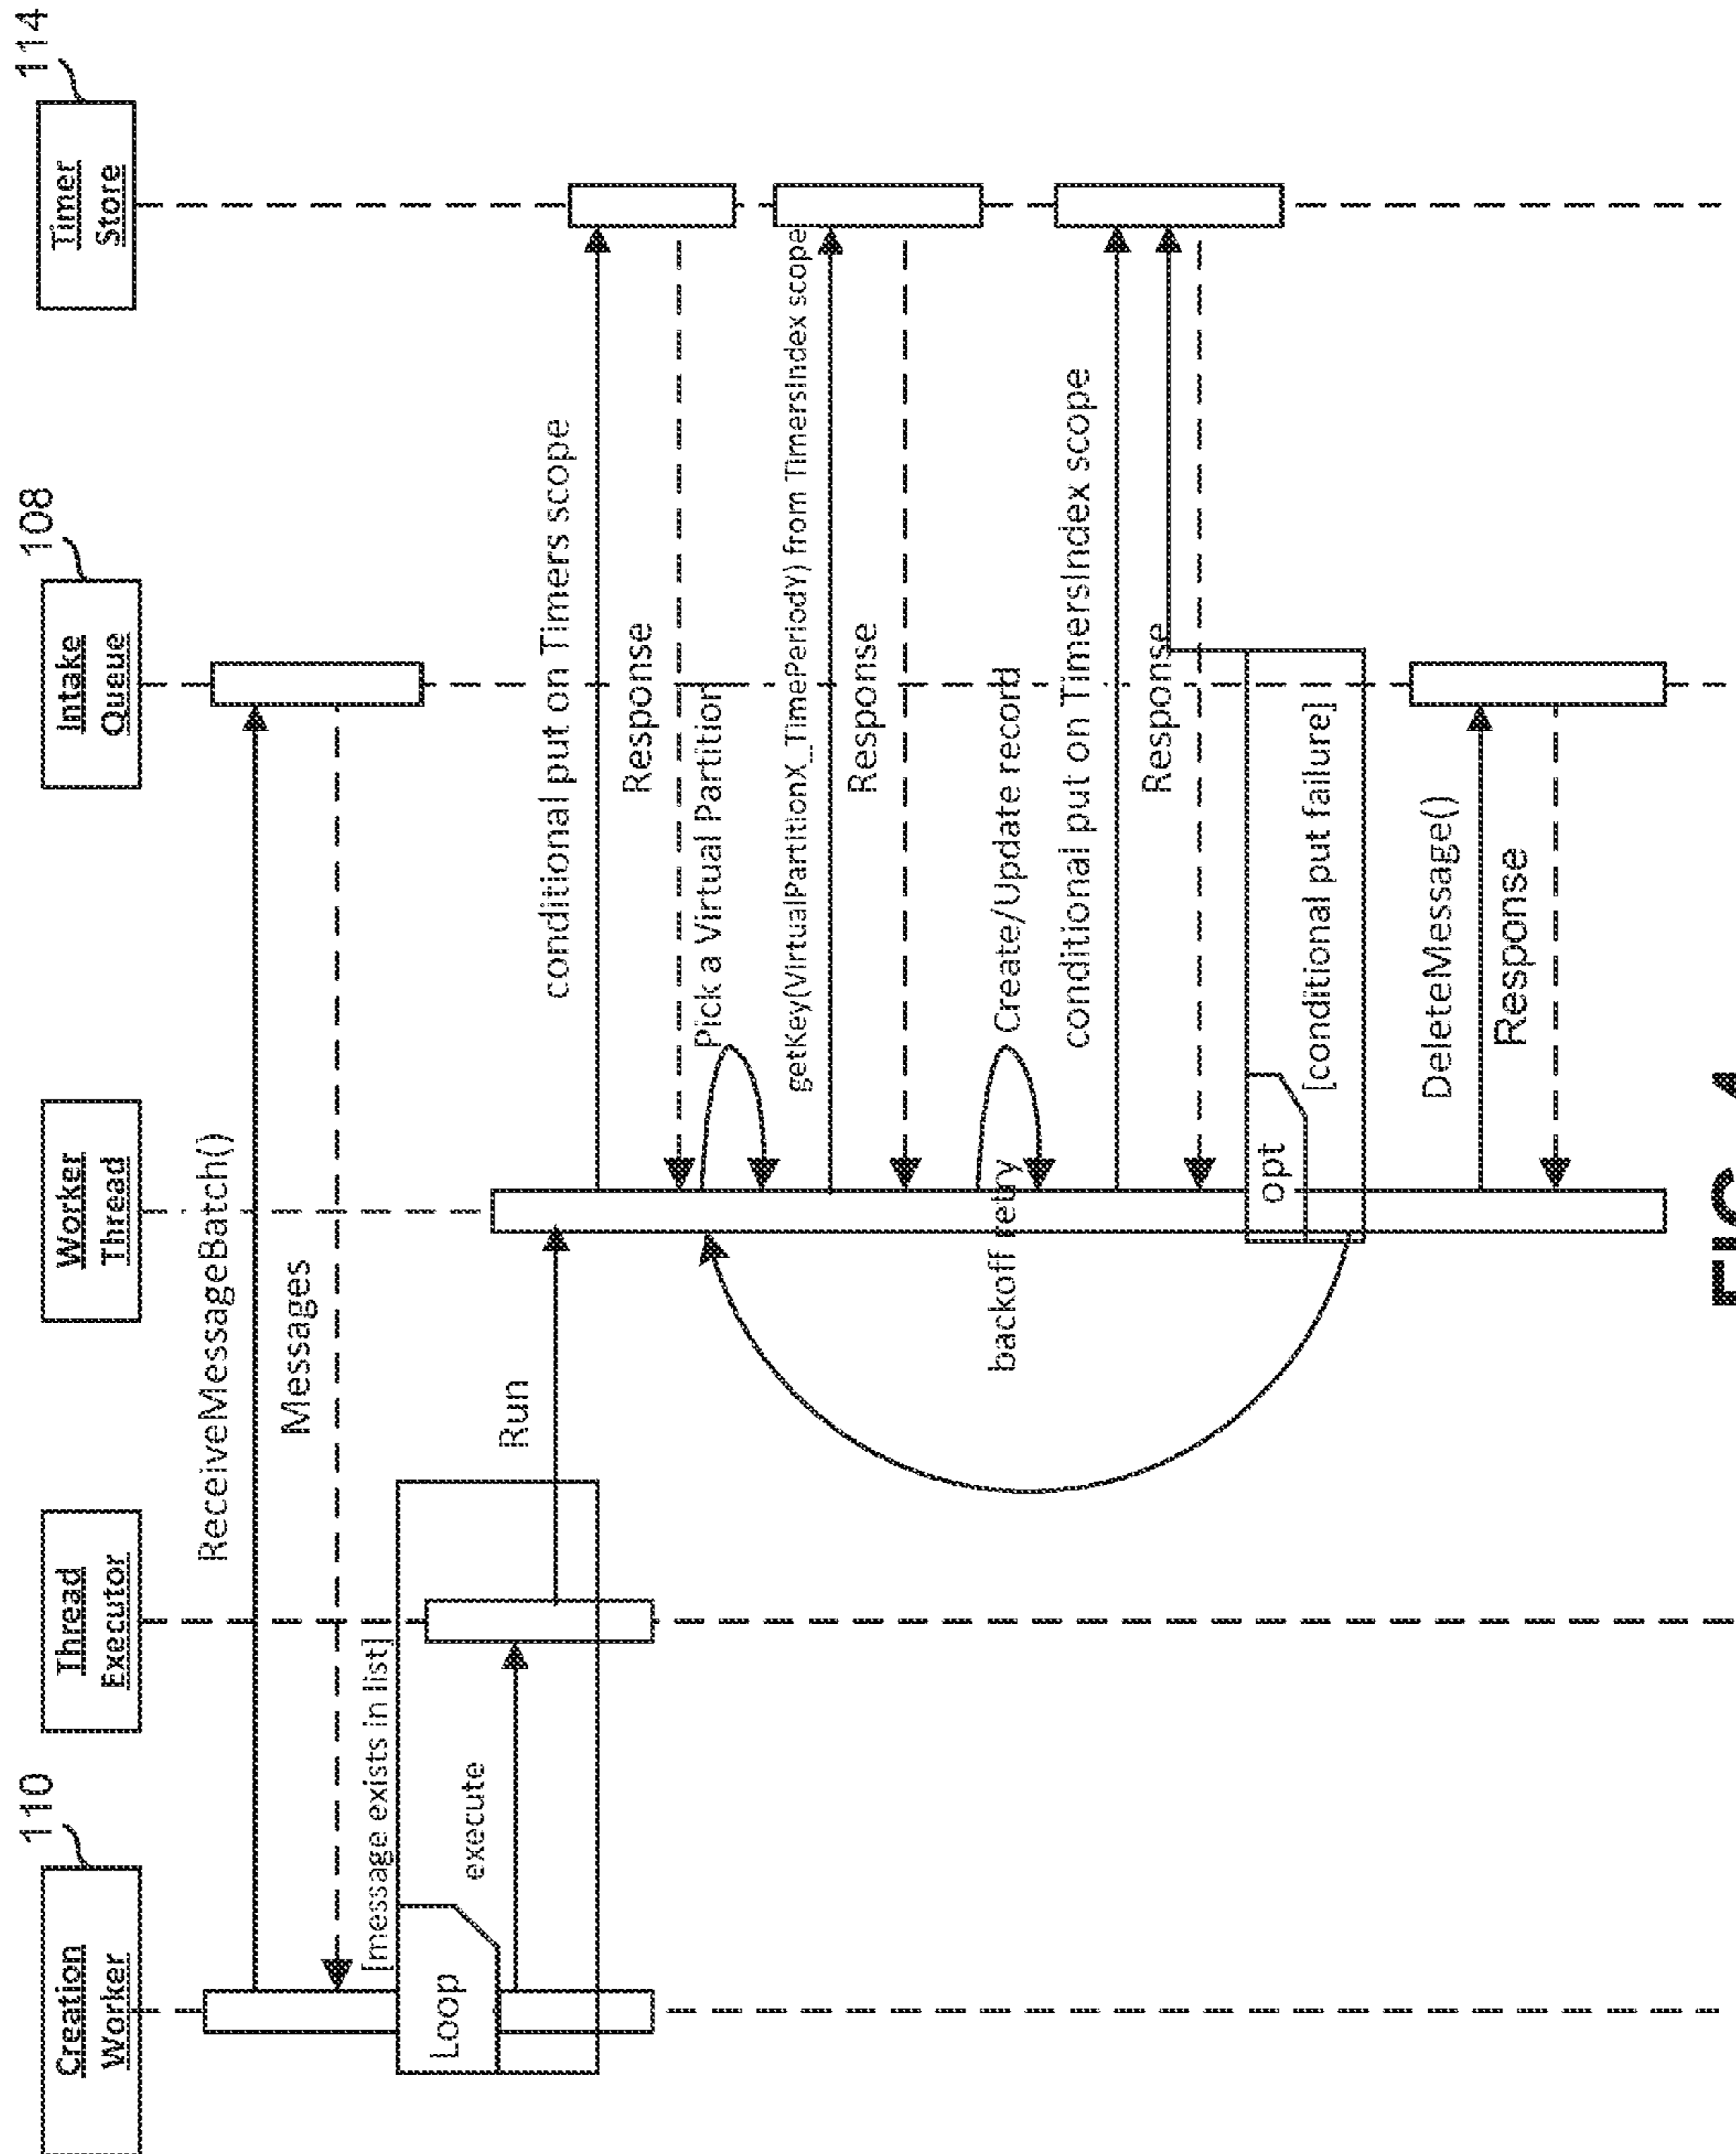 110
Creation
Worker
Thread
Executor
Worker
Thread
108
Intake
Queue
114
Timer
Store
ReceiveMessageBatch()
Messages
[message exists in list]
Loop
execute
Run
conditional put on Timers scope
Response
Pick a Virtual Partition
getKey(VirtualPartitionX_TimePeriodY) from TimersIndex scope
Response
Create/Update record
backoff retry
conditional put on TimersIndex scope
Response
opt
[conditional put failure]
DeleteMessage()
Response